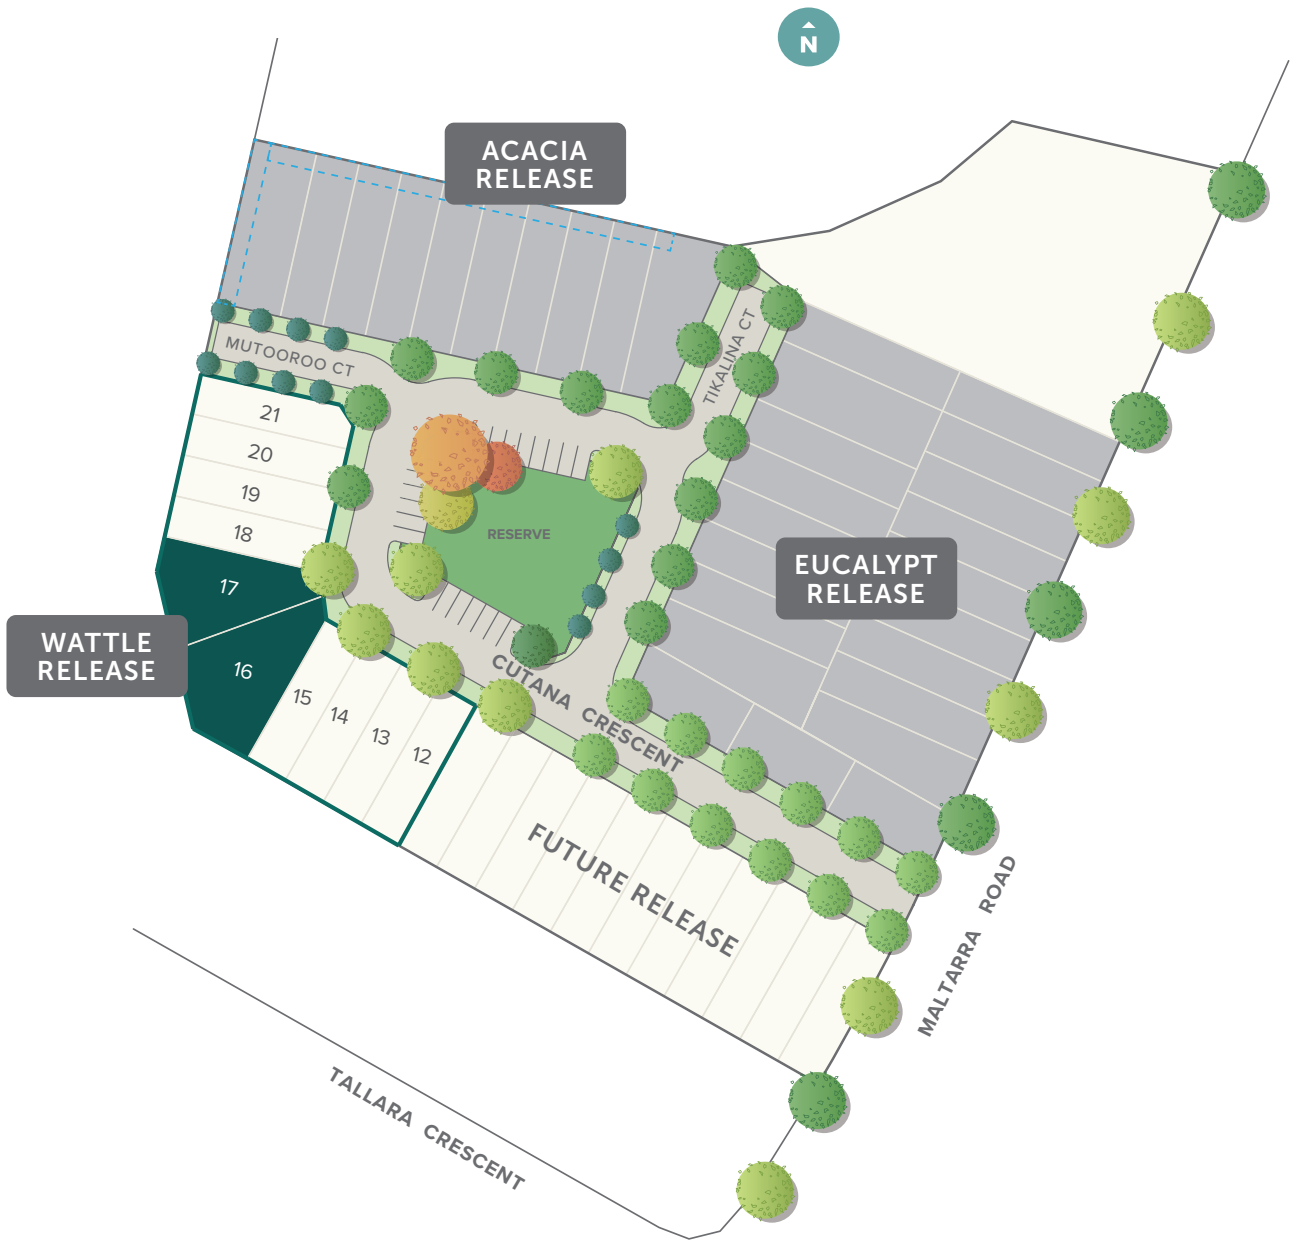 N
ACACIA
RELEASE
MUTOOROO CT
TIKALINA CT
21
20
19
18
17
16
15
14
13
12
RESERVE
EUCALYPT
RELEASE
WATTLE
RELEASE
CUTANA CRESCENT
FUTURE RELEASE
MALTARRA ROAD
TALLARA CRESCENT